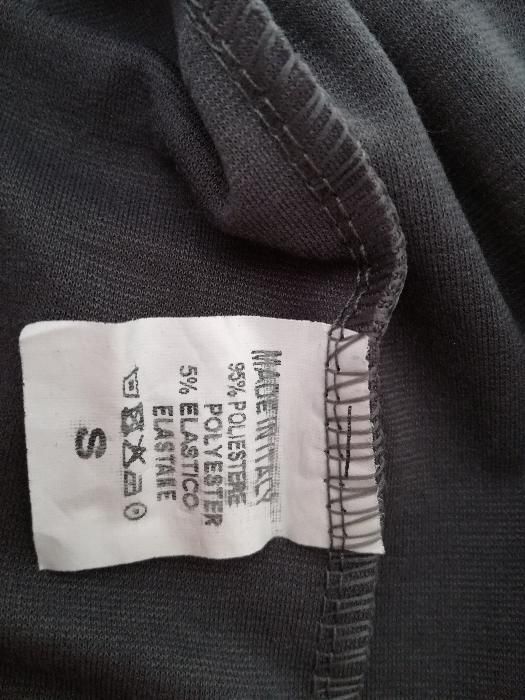 MADE IN ITALY
95% POLIESTERE
POLYESTER
5% ELASTICO
ELASTANE
S